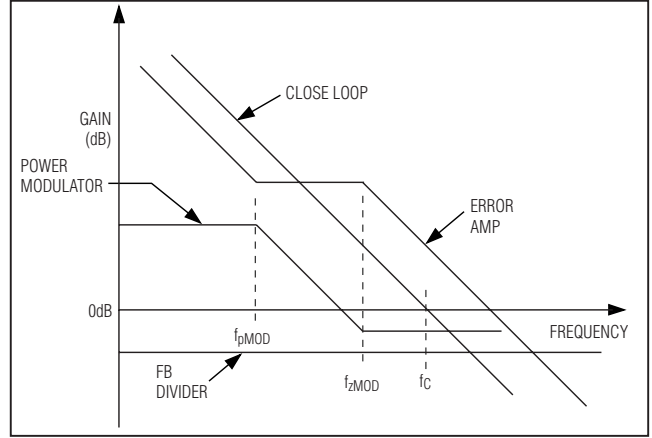 CLOSE LOOP
GAIN
(dB)
POWER
MODULATOR
ERROR
AMP
0dB
FREQUENCY
fpMOD
FB
DIVIDER
fzMOD
fC